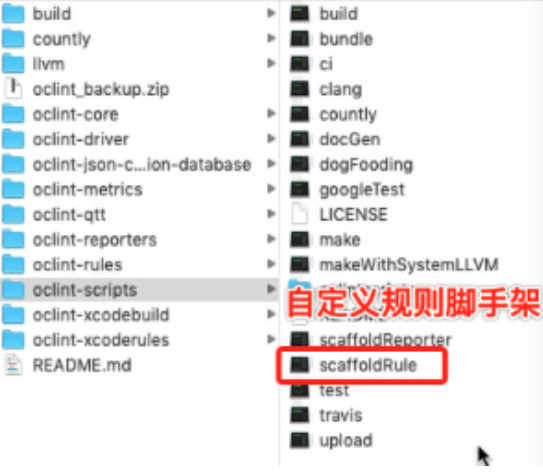 build
countly
llvm
oclint_backup.zip
oclint-core
oclint-driver
oclint-json-c...ion-database
oclint-metrics
oclint-qtt
oclint-reporters
oclint-rules
oclint-scripts
oclint-xcodebuild
oclint-xcoderules
README.md
build
bundle
ci
clang
countly
docGen
dogFooding
googleTest
LICENSE
make
makeWithSystemLLVM
自定义规则脚手架
scaffoldReporter
scaffoldRule
test
travis
upload